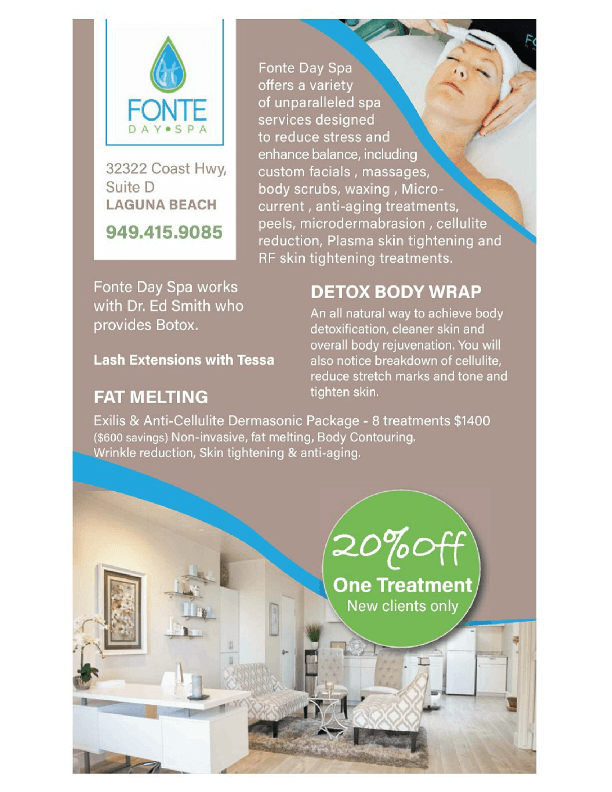 FONTE
DAY•SPA
32322 Coast Hwy,
Suite D
LAGUNA BEACH
949.415.9085
Fonte Day Spa
offers a variety
of unparalleled spa
services designed
to reduce stress and
enhance balance, including
custom facials , massages,
body scrubs, waxing , Micro-
current , anti-aging treatments,
peels, microdermabrasion , cellulite
reduction, Plasma skin tightening and
RF skin tightening treatments.
Fonte Day Spa works
with Dr. Ed Smith who
provides Botox.
Lash Extensions with Tessa
DETOX BODY WRAP
An all natural way to achieve body
detoxification, cleaner skin and
overall body rejuvenation. You will
also notice breakdown of cellulite,
reduce stretch marks and tone and
tighten skin.
FAT MELTING
Exilis & Anti-Cellulite Dermasonic Package - 8 treatments $1400
($600 savings) Non-invasive, fat melting, Body Contouring.
Wrinkle reduction, Skin tightening & anti-aging.
20% off
One Treatment
New clients only